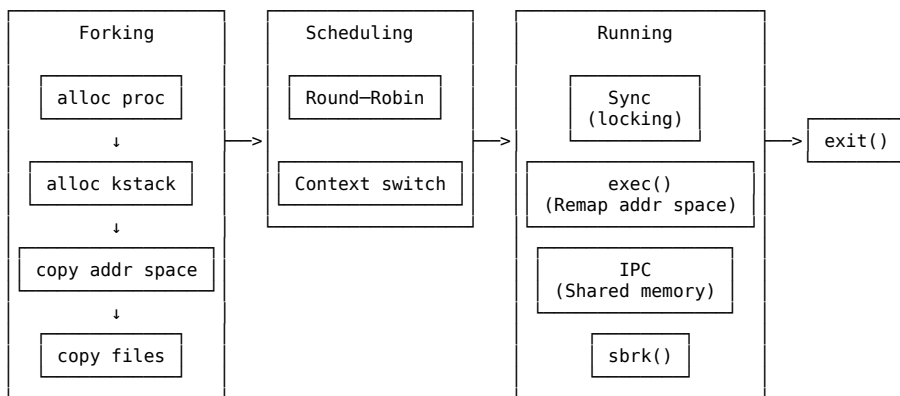 Forking
alloc proc
↓
alloc kstack
↓
copy addr space
↓
copy files
Scheduling
Round—Robin
Context switch
Running
Sync
(locking)
exec()
(Remap addr space)
IPC
(Shared memory)
sbrk()
exit()